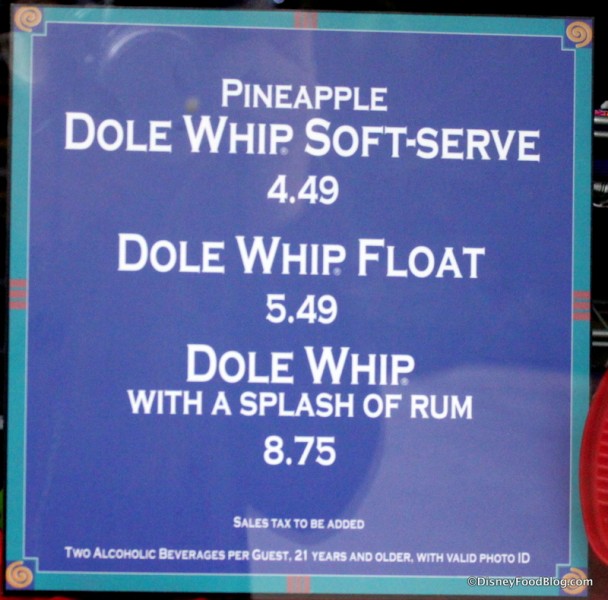 PINEAPPLE
DOLE WHIP® SOFT-SERVE
4.49
DOLE WHIP® FLOAT
5.49
DOLE WHIP®
WITH A SPLASH OF RUM
8.75
SALES TAX TO BE ADDED
TWO ALCOHOLIC BEVERAGES PER GUEST, 21 YEARS AND OLDER, WITH VALID PHOTO ID
©DisneyFoodBlog.com